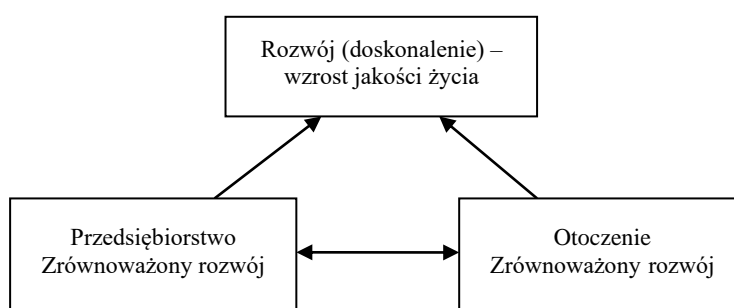 Rozwój (doskonalenie) –
wzrost jakości życia
Przedsiębiorstwo
Zrównoważony rozwój
Otoczenie
Zrównoważony rozwój